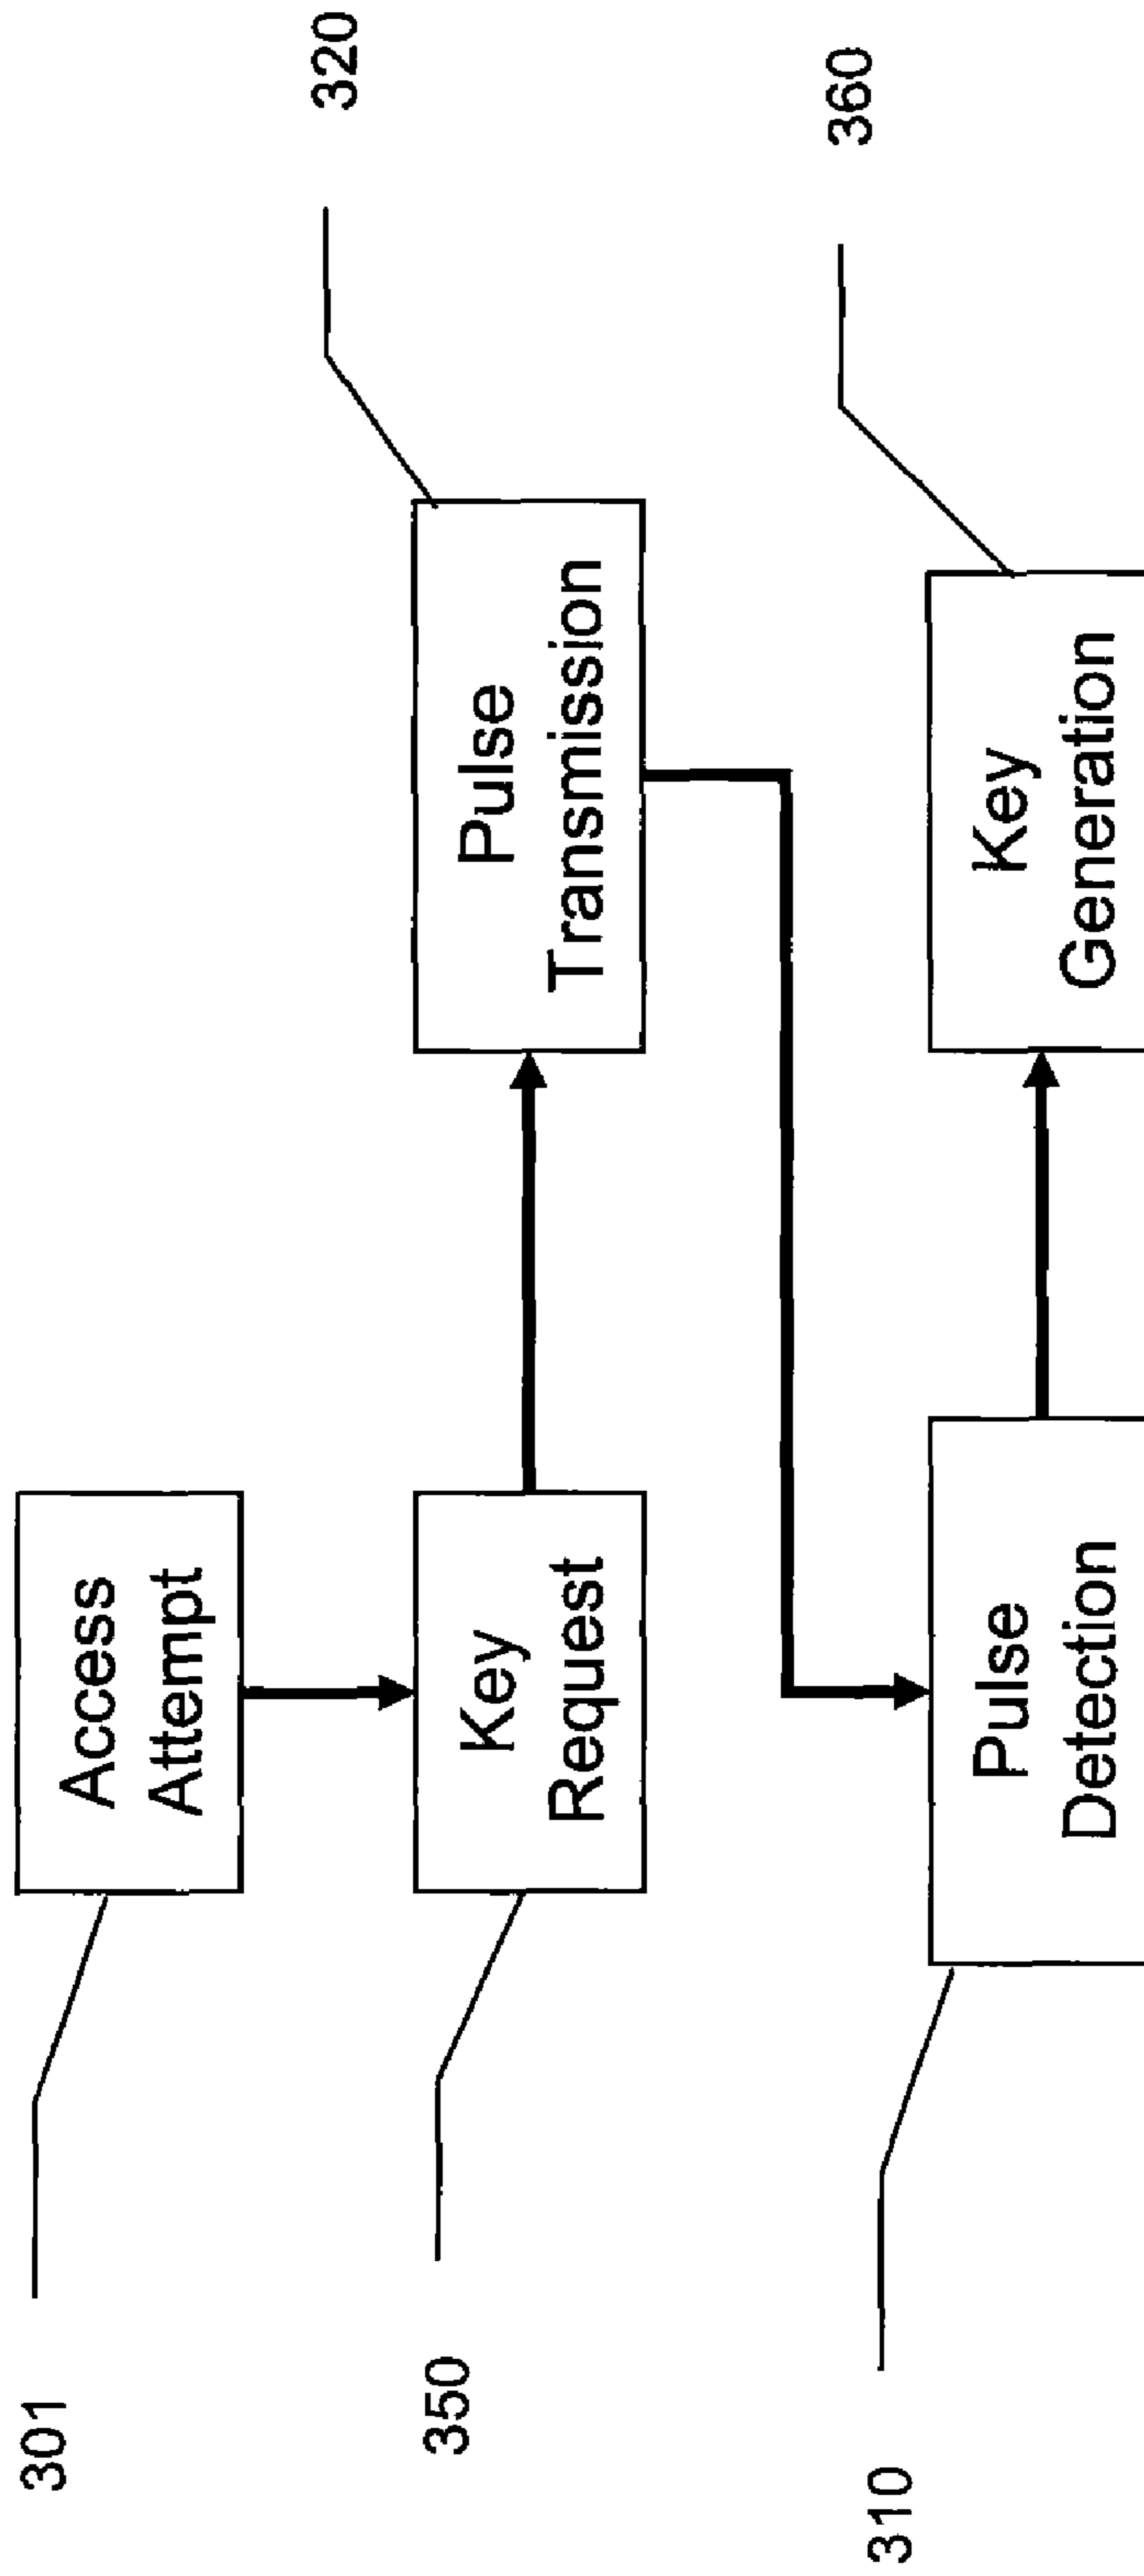 301
Access
Attempt
350
Key
Request
Pulse
Transmission
320
310
Pulse
Detection
Key
Generation
360